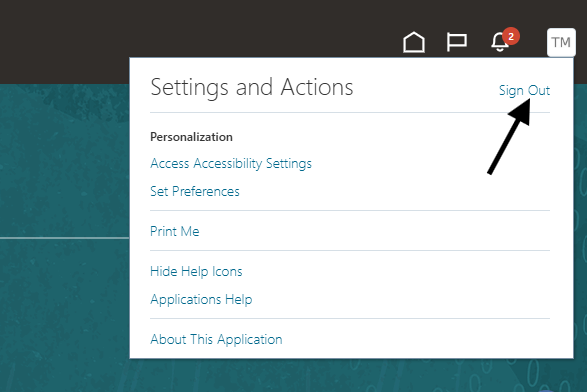 2
TM
Settings and Actions
Sign Out
Personalization
Access Accessibility Settings
Set Preferences
Print Me
Hide Help Icons
Applications Help
About This Application